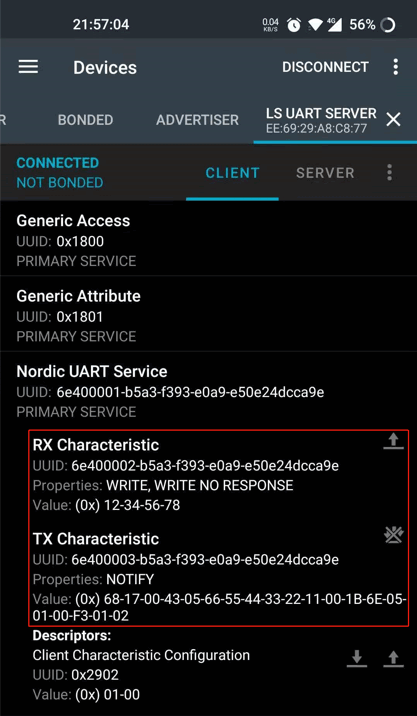 21:57:04
0.04
KB/S
4G
56%
Devices
DISCONNECT
R
BONDED
ADVERTISER
LS UART SERVER
EE:69:29:A8:C8:77
CONNECTED
NOT BONDED
CLIENT
SERVER
Generic Access
UUID: 0x1800
PRIMARY SERVICE
Generic Attribute
UUID: 0x1801
PRIMARY SERVICE
Nordic UART Service
UUID: 6e400001-b5a3-f393-e0a9-e50e24dcca9e
PRIMARY SERVICE
RX Characteristic
UUID: 6e400002-b5a3-f393-e0a9-e50e24dcca9e
Properties: WRITE, WRITE NO RESPONSE
Value: (0x) 12-34-56-78
TX Characteristic
UUID: 6e400003-b5a3-f393-e0a9-e50e24dcca9e
Properties: NOTIFY
Value: (0x) 68-17-00-43-05-66-55-44-33-22-11-00-1B-6E-05-
01-00-F3-01-02
Descriptors:
Client Characteristic Configuration
UUID: 0x2902
Value: (0x) 01-00